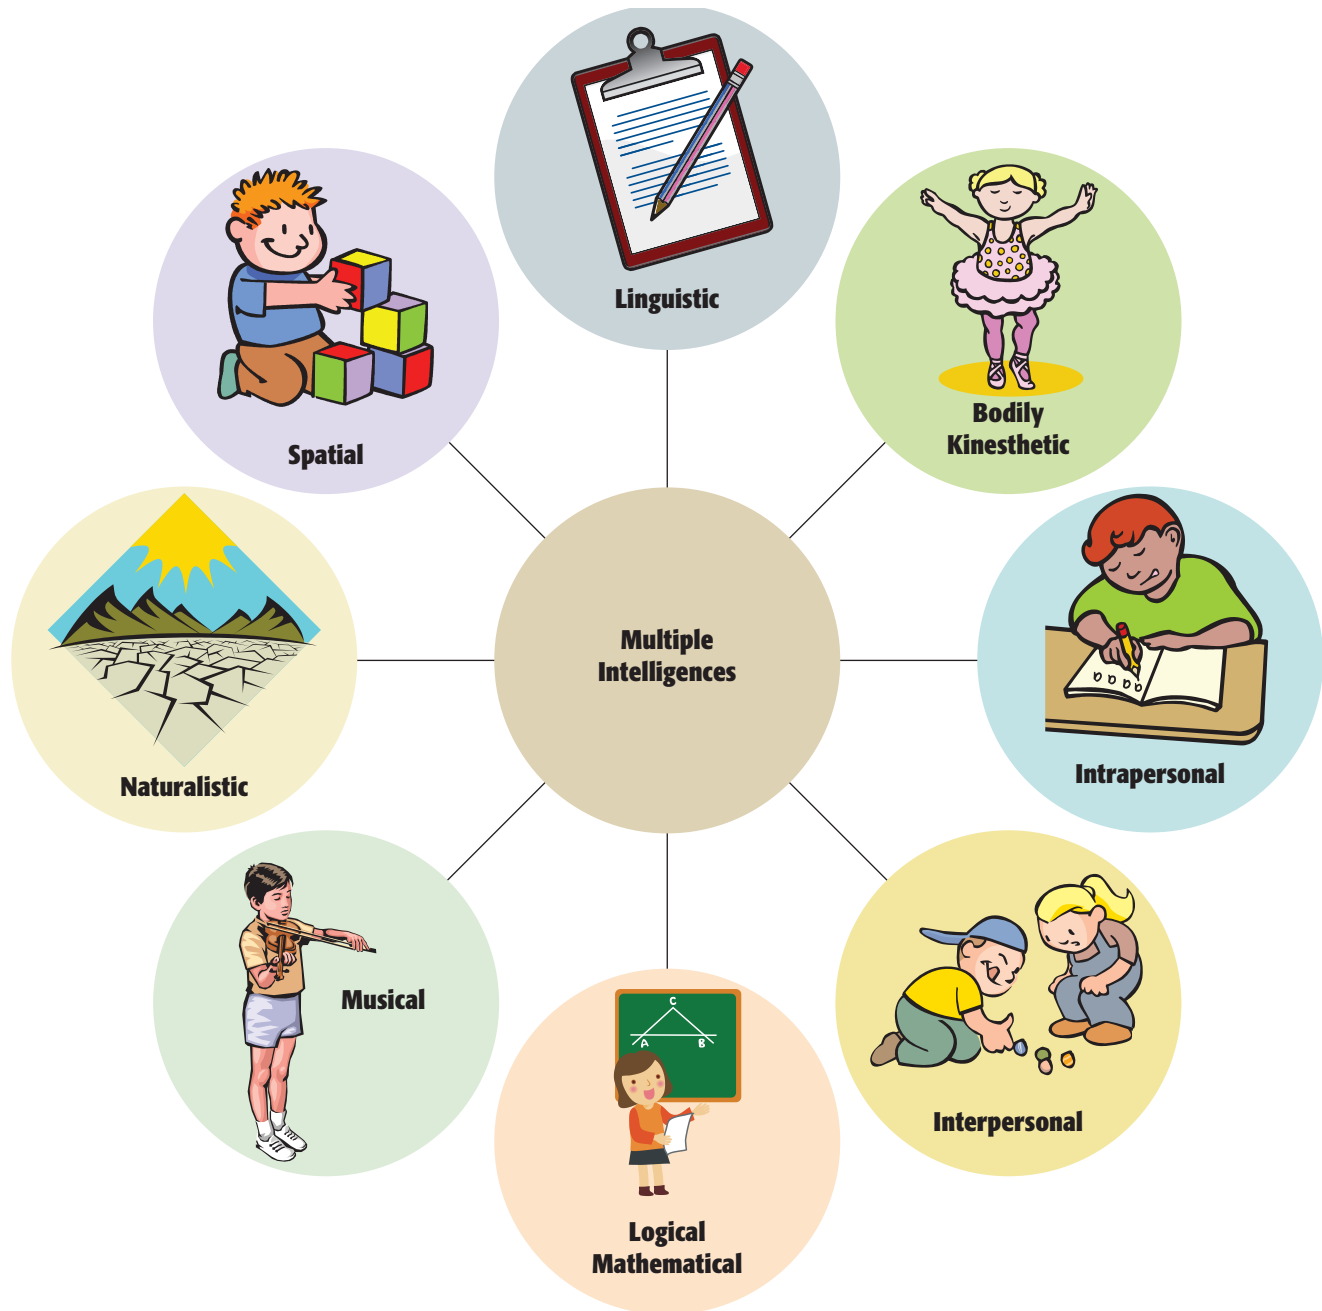 Linguistic
Bodily
Kinesthetic
Spatial
Multiple
Intelligences
Intrapersonal
Naturalistic
Musical
C
A
B
Interpersonal
Logical
Mathematical